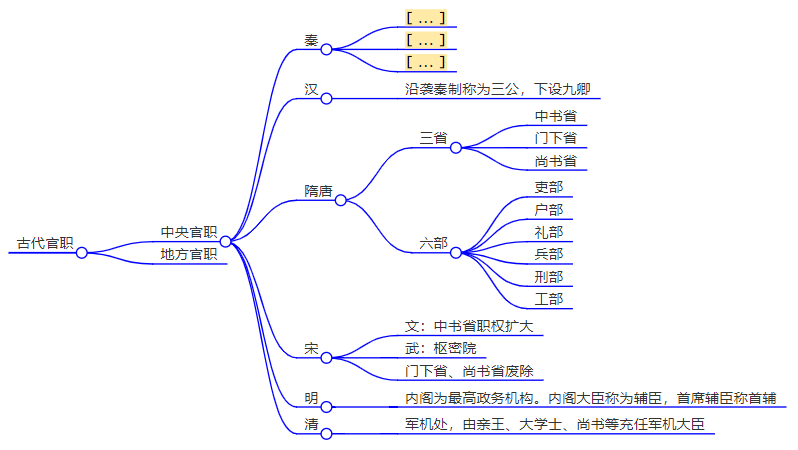 古代官职
中央官职
秦
[ ... ]
[ ... ]
[ ... ]
汉
沿袭秦制称为三公，下设九卿
隋唐
三省
中书省
门下省
尚书省
六部
吏部
户部
礼部
兵部
刑部
工部
宋
文：中书省职权扩大
武：枢密院
门下省、尚书省废除
明
内阁为最高政务机构。内阁大臣称为辅臣，首席辅臣称首辅
清
军机处，由亲王、大学士、尚书等充任军机大臣
地方官职